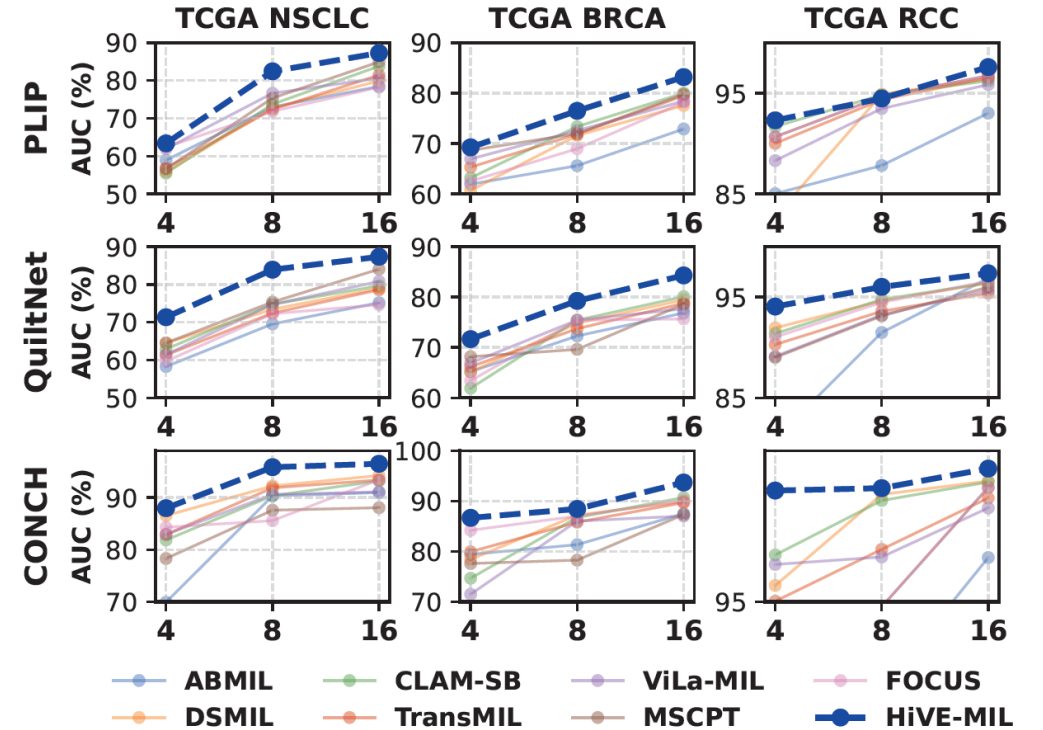 TCGA NSCLC TCGA BRCA TCGA RCC
PLIP
AUC (%)
90
80
70
60
50
4 8 16
90
80
70
60
4 8 16
95
85
4 8 16
QuiltNet
AUC (%)
90
80
70
60
50
4 8 16
90
80
70
60
4 8 16
95
85
4 8 16
CONCH
AUC (%)
90
80
70
4 8 16
100
90
80
70
4 8 16
95
4 8 16
ABMIL CLAM-SB ViLa-MIL FOCUS
DSMIL TransMIL MSCPT HiVE-MIL